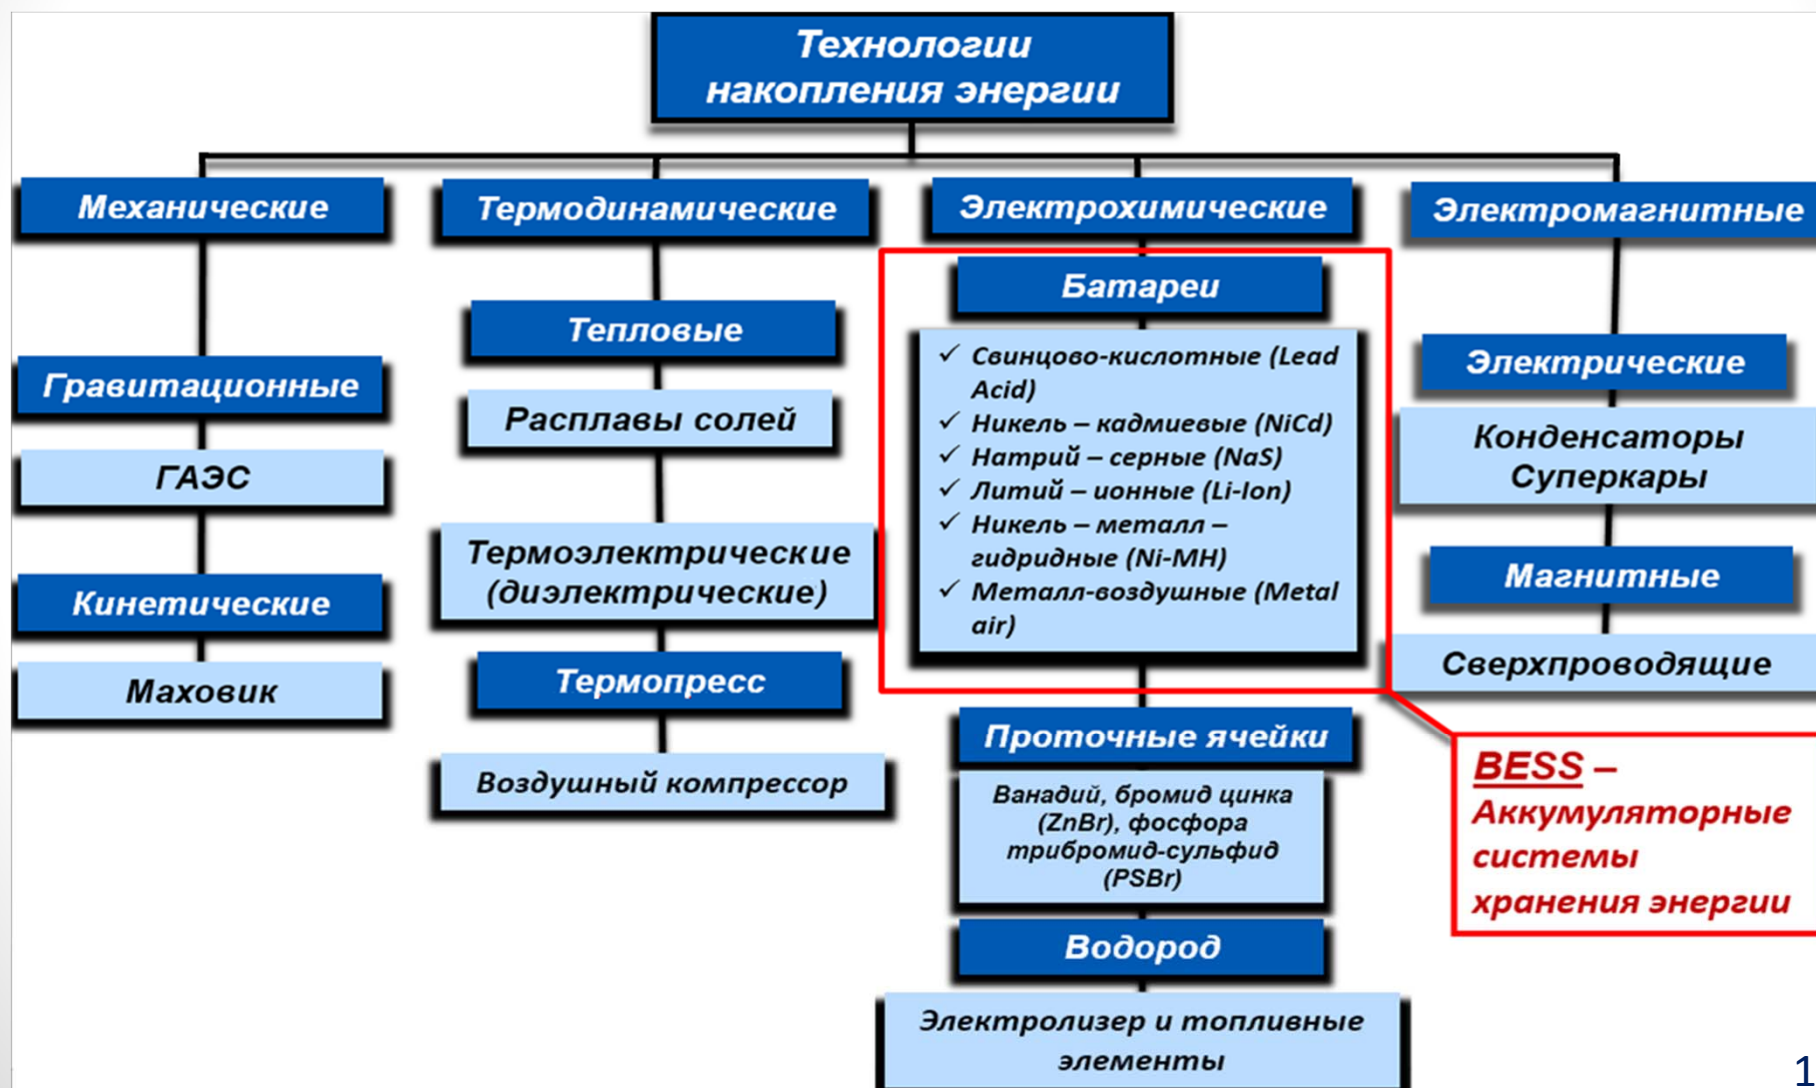 Технологии
накопления энергии
Механические
Гравитационные
ГАЭС
Кинетические
Маховик
Термодинамические
Тепловые
Расплавы солей
Термоэлектрические
(диэлектрические)
Термопресс
Воздушный компрессор
Электрохимические
Батареи
✓ Свинцово-кислотные (Lead
Acid)
✓ Никель – кадмиевые (NiCd)
✓ Натрий – серные (NaS)
✓ Литий – ионные (Li-Ion)
✓ Никель – металл –
гидридные (Ni-MH)
✓ Металл-воздушные (Metal
air)
Проточные ячейки
Ванадий, бромид цинка
(ZnBr), фосфора
трибромид-сульфид
(PSBr)
Водород
Электролизер и топливные
элементы
Электромагнитные
Электрические
Конденсаторы
Суперкары
Магнитные
Сверхпроводящие
BESS –
Аккумуляторные
системы
хранения энергии
1